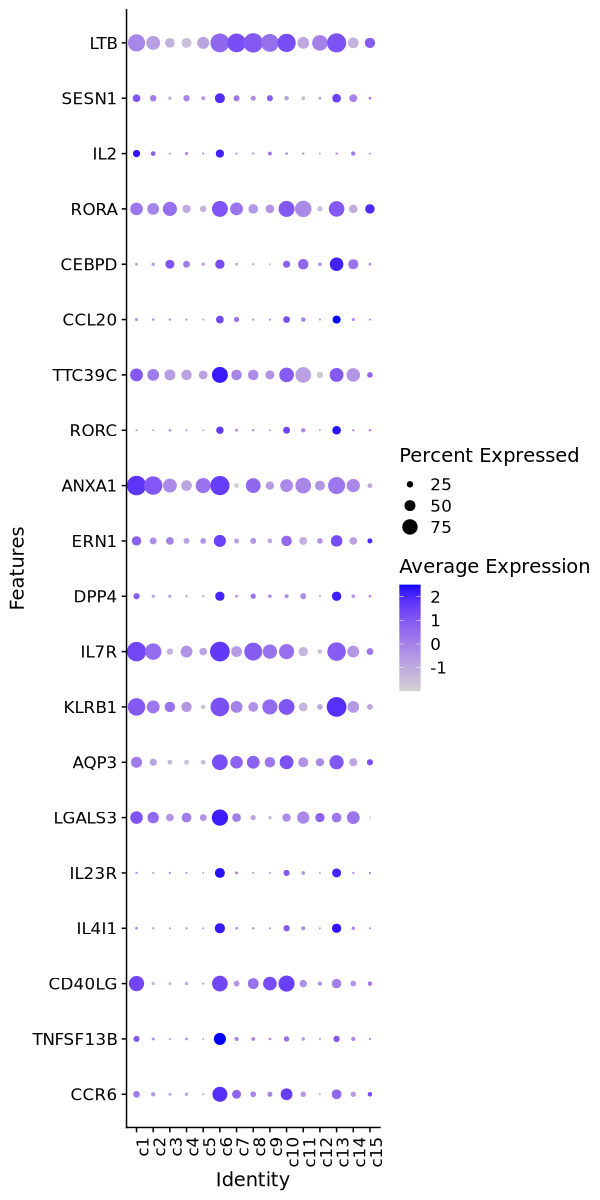 LTB
SESN1
IL2
RORA
CEBPD
CCL20
TTC39C
RORC
ANXA1
ERN1
DPP4
IL7R
KLRB1
AQP3
LGALS3
IL23R
IL4I1
CD40LG
TNFSF13B
CCR6
Features
c1 c2 c3 c4 c5 c6 c7 c8 c9 c10 c11 c12 c13 c14 c15
Identity
Percent Expressed
25
50
75
Average Expression
2
1
0
-1